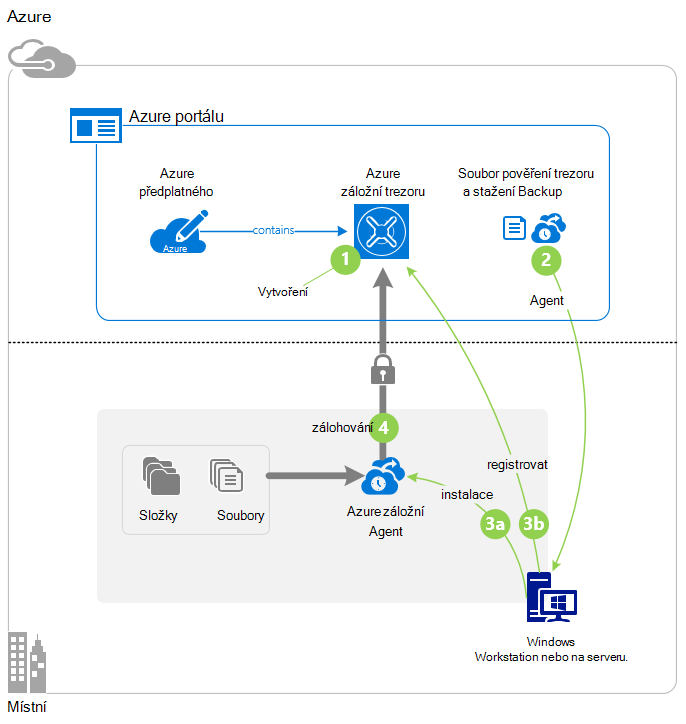 Azure
Azure portálu
Azure
předplatného
Azure
záložní trezoru
Soubor pověření trezoru
a stažení Backup
Azure
contains
1
2
Vytvoření
Agent
zálohování
4
registrovat
instalace
Složky
Soubory
Azure záložní
Agent
3a
3b
Windows
Workstation nebo na serveru.
Místní